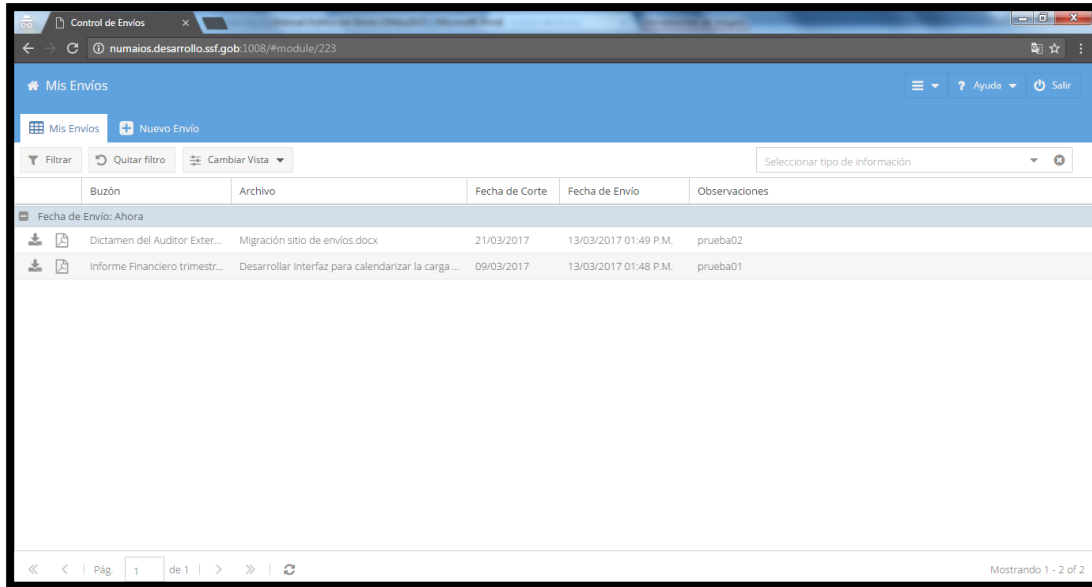 Control de Envios
numaios.desarrollo.ssf.gob:1008/#module/223
Mis Envíos
Ayuda
Salir
Mis Envíos
Nuevo Envío
Filtrar
Quitar filtro
Cambiar Vista
Seleccionar tipo de información
Buzón Archivo Fecha de Corte Fecha de Envío Observaciones
Fecha de Envío: Ahora
Dictamen del Auditor Exter... Migración sitio de envíos.docx 21/03/2017 13/03/2017 01:49 P.M. prueba02
Informe Financiero trimestr... Desarrollar Interfaz para calendarizar la carga ... 09/03/2017 13/03/2017 01:48 P.M. prueba01
Pág. 1 de 1
Mostrando 1 - 2 of 2